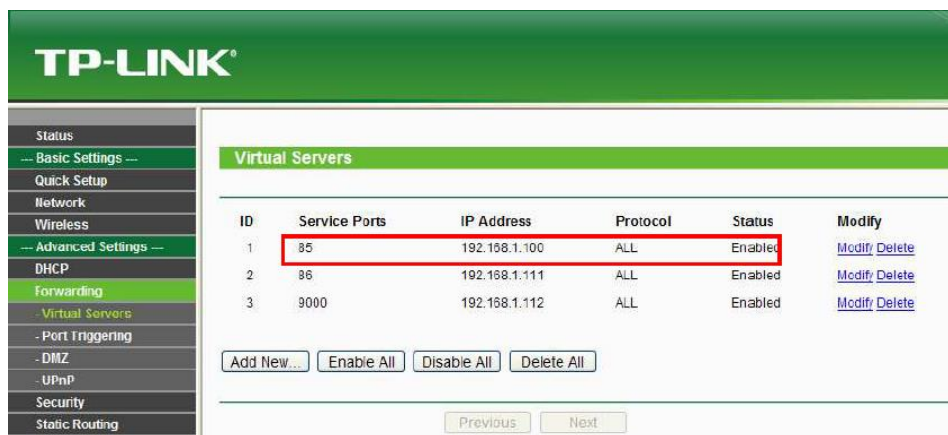 TP-LINK®
Status
--- Basic Settings ---
Quick Setup
Network
Wireless
--- Advanced Settings ---
DHCP
Forwarding
- Virtual Servers
- Port Triggering
- DMZ
- UPnP
Security
Static Routing
Virtual Servers
ID Service Ports IP Address Protocol Status Modify
1 85 192.168.1.100 ALL Enabled Modify Delete
2 86 192.168.1.111 ALL Enabled Modify Delete
3 9000 192.168.1.112 ALL Enabled Modify Delete
Add New... Enable All Disable All Delete All
Previous Next